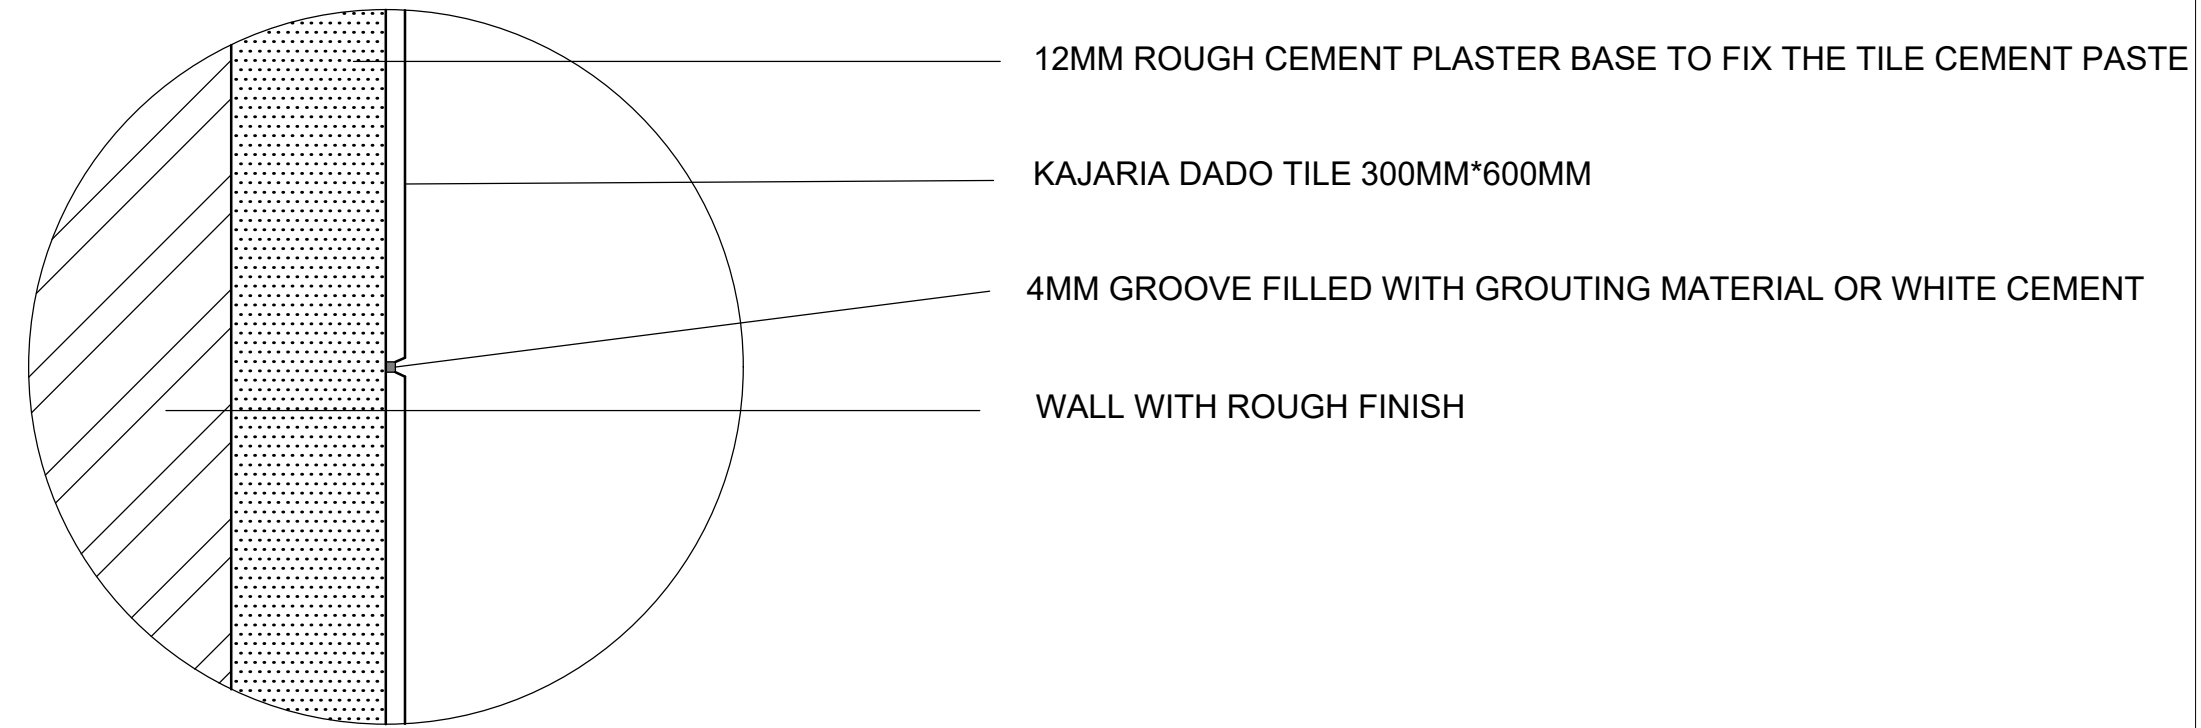 12MM ROUGH CEMENT PLASTER BASE TO FIX THE TILE CEMENT PASTE
KAJARIA DADO TILE 300MM*600MM
4MM GROOVE FILLED WITH GROUTING MATERIAL OR WHITE CEMENT
WALL WITH ROUGH FINISH